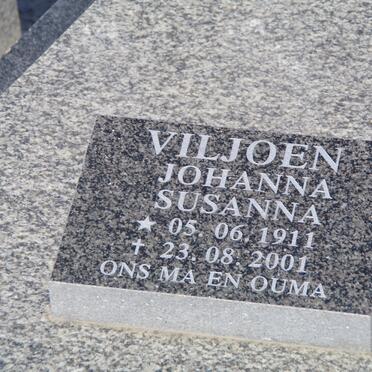 VILJOEN
JOHANNA
SUSANNA
★ 05. 06. 1911
✝ 23. 08. 2001
ONS MA EN OUMA